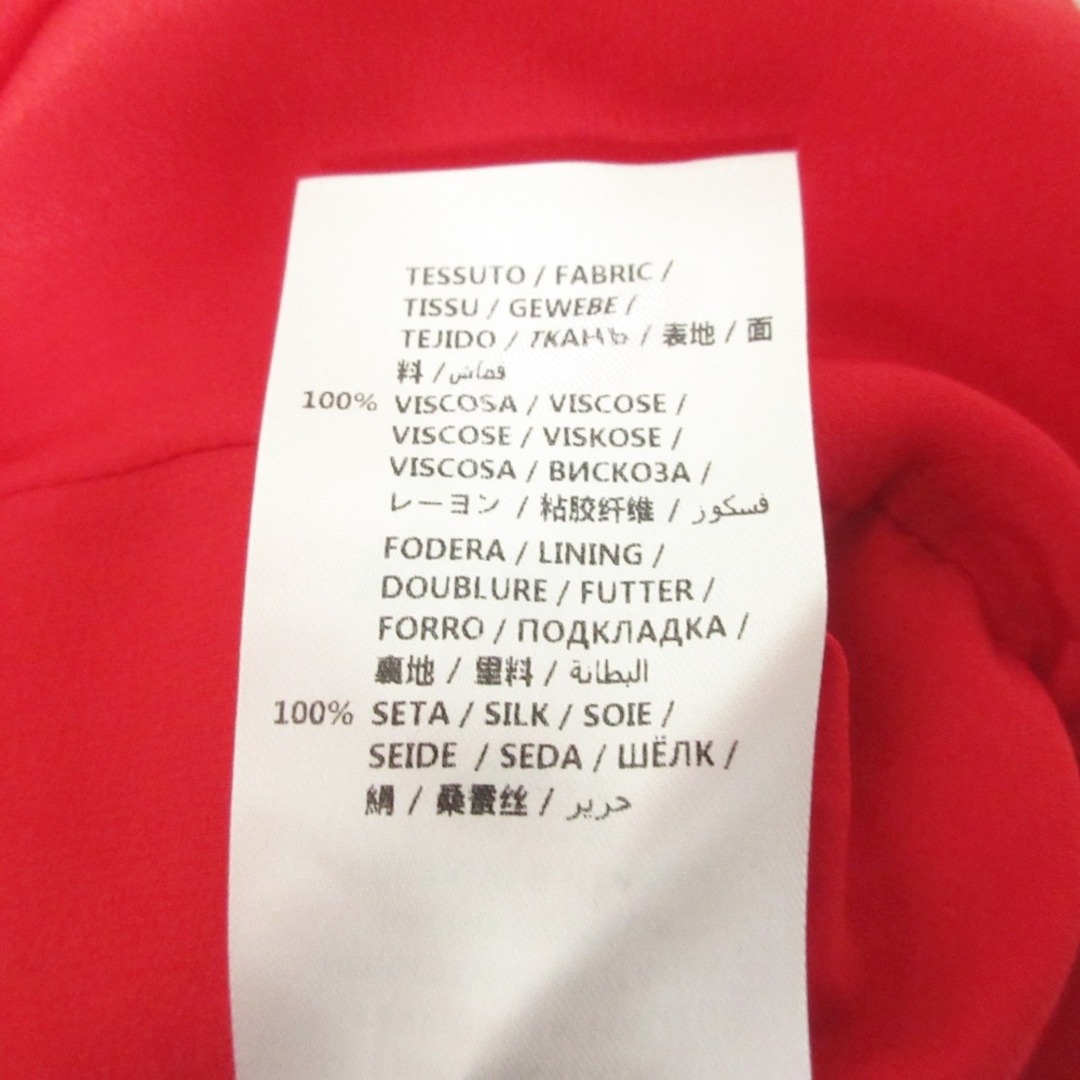 TESSUTO / FABRIC /
TISSU / GEWEBE /
TEJIDO / ТКАНЬ / 表地 / 面
料 / قماش
100% VISCOSA / VISCOSE /
VISCOSE / VISKOSE /
VISCOSA / ВИСКОЗА /
レーヨン / 粘胶纤维 / فسكوز
FODERA / LINING /
DOUBLURE / FUTTER /
FORRO / ПОДКЛАДКА /
裏地 / 里料 / البطانة
100% SETA / SILK / SOIE /
SEIDE / SEDA / ШЁЛК /
絹 / 桑蚕丝 / حرير